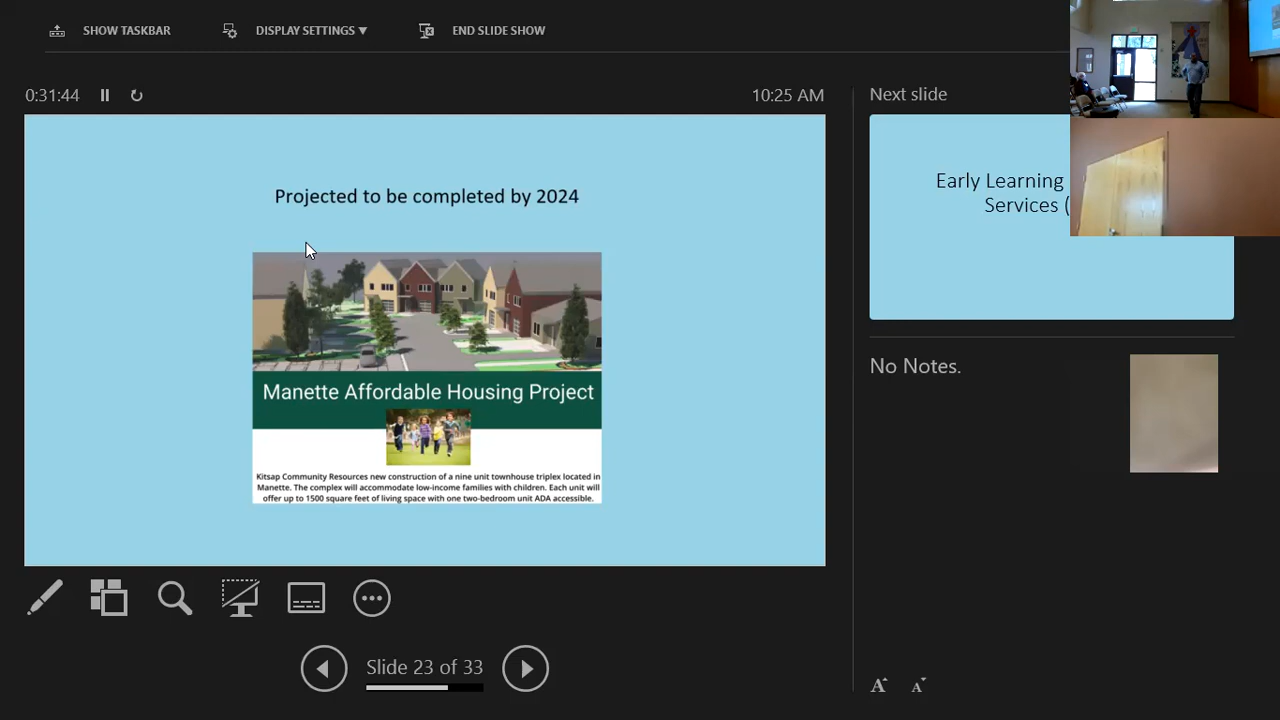 SHOW TASKBAR
DISPLAY SETTINGS ▾
END SLIDE SHOW
0:31:44
10:25 AM
Next slide
Projected to be completed by 2024
Early Learning
Services (
Manette Affordable Housing Project
Kitsap Community Resources new construction of a nine unit townhouse triplex located in
Manette. The complex will accommodate low-income families with children. Each unit will
offer up to 1500 square feet of living space with one two-bedroom unit ADA accessible.
No Notes.
Slide 23 of 33
A A